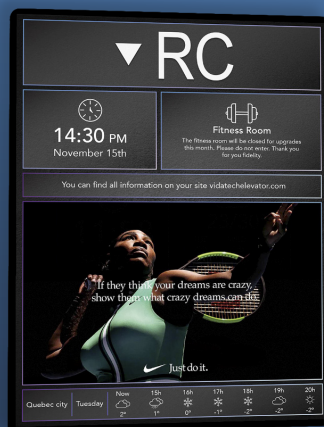 RC
14:30 PM
November 15th
Fitness Room
The fitness room will be closed for upgrades
this month. Please do not enter. Thank you
for you fidelity.
You can find all information on your site vidatechelevator.com
If they think your dreams are crazy,
show them what crazy dreams can do.
Just do it.
Quebec city
Tuesday
Now 15h 16h 17h 18h 19h 20h
2° 1° 0° -1° -2° -2° -2°